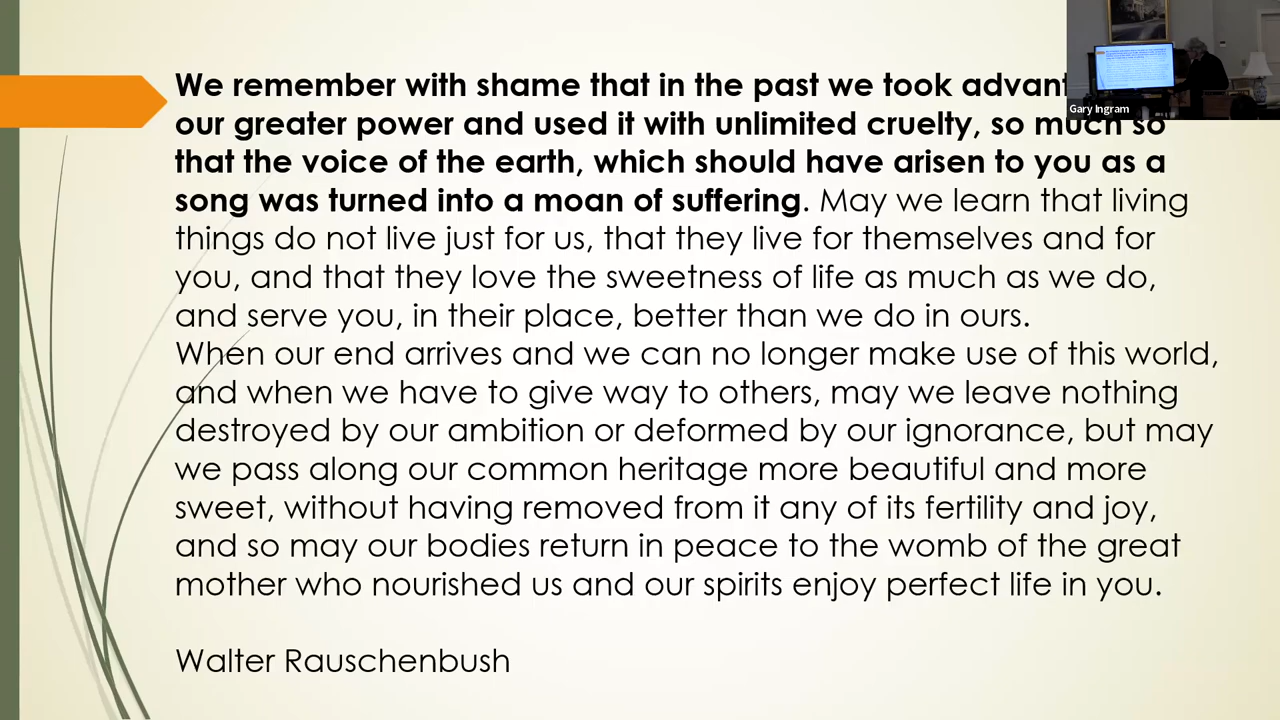 We remember with shame that in the past we took advant
our greater power and used it with unlimited cruelty, so much so
that the voice of the earth, which should have arisen to you as a
song was turned into a moan of suffering. May we learn that living
things do not live just for us, that they live for themselves and for
you, and that they love the sweetness of life as much as we do,
and serve you, in their place, better than we do in ours.
When our end arrives and we can no longer make use of this world,
and when we have to give way to others, may we leave nothing
destroyed by our ambition or deformed by our ignorance, but may
we pass along our common heritage more beautiful and more
sweet, without having removed from it any of its fertility and joy,
and so may our bodies return in peace to the womb of the great
mother who nourished us and our spirits enjoy perfect life in you.
Walter Rauschenbush
Gary Ingram